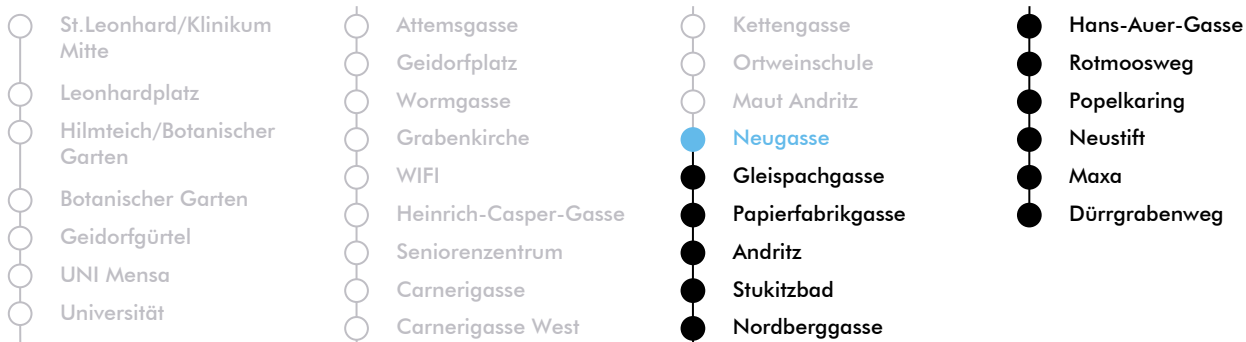 St.Leonhard/Klinikum
Mitte
Leonhardplatz
Hilmteich/Botanischer
Garten
Botanischer Garten
Geidorfgürtel
UNI Mensa
Universität
Attemsgasse
Geidorfplatz
Wormgasse
Grabenkirche
WIFI
Heinrich-Casper-Gasse
Seniorenzentrum
Carnerigasse
Carnerigasse West
Kettengasse
Ortweinschule
Maut Andritz
Neugasse
Gleispachgasse
Papierfabrikgasse
Andritz
Stukitzbad
Nordberggasse
Hans-Auer-Gasse
Rotmoosweg
Popelkaring
Neustift
Maxa
Dürrgrabenweg